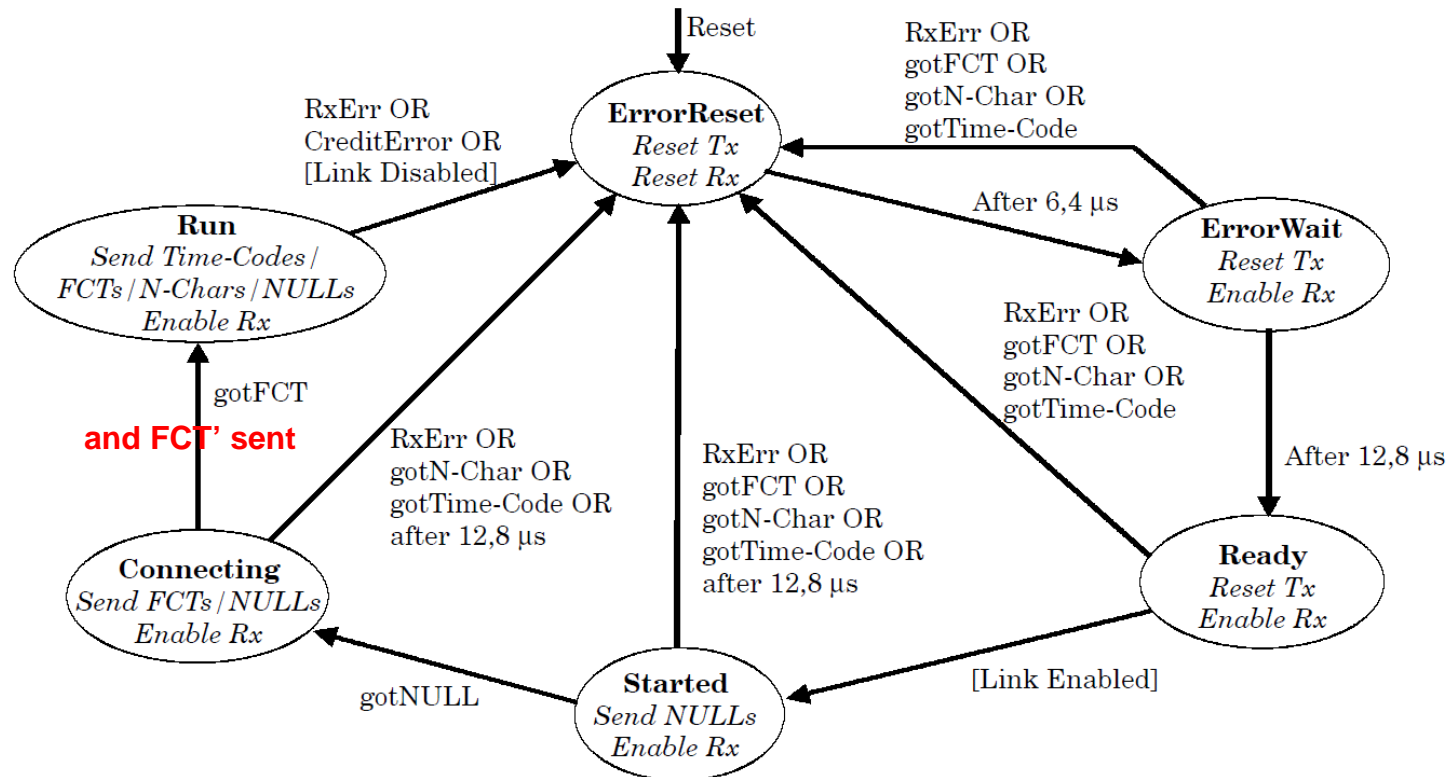 Reset
ErrorReset
Reset Tx
Reset Rx
RxErr OR
gotFCT OR
gotN-Char OR
gotTime-Code
RxErr OR
CreditError OR
[Link Disabled]
After 6,4 μs
ErrorWait
Reset Tx
Enable Rx
Run
Send Time-Codes/
FCTs/N-Chars/NULLs
Enable Rx
RxErr OR
gotFCT OR
gotN-Char OR
gotTime-Code
gotFCT
and FCT’ sent
RxErr OR
gotN-Char OR
gotTime-Code OR
after 12,8 μs
RxErr OR
gotFCT OR
gotN-Char OR
gotTime-Code OR
after 12,8 μs
After 12,8 μs
Connecting
Send FCTs/NULLs
Enable Rx
Ready
Reset Tx
Enable Rx
gotNULL
Started
Send NULLs
Enable Rx
[Link Enabled]